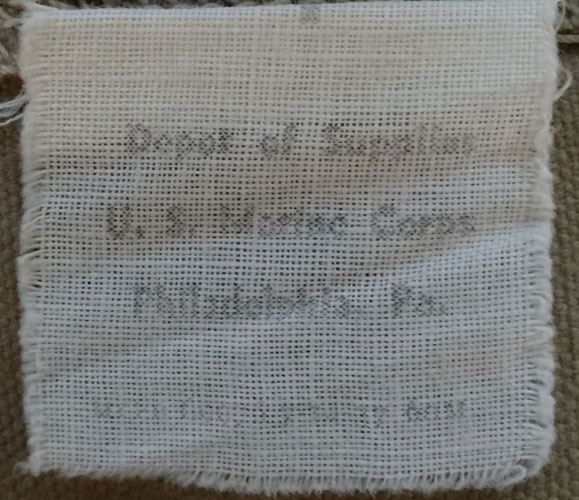 Depot of Supplies
U. S. Marine Corps
Philadelphia Pa.